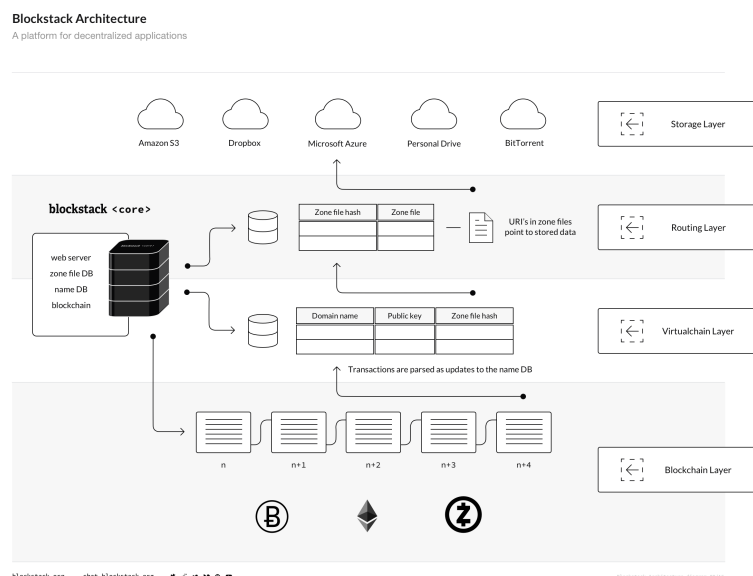 Blockstack Architecture
A platform for decentralized applications
Amazon S3
Dropbox
Microsoft Azure
Personal Drive
BitTorrent
Storage Layer
blockstack <core>
web server
zone file DB
name DB
blockchain
Zone file hash
Zone file
URI's in zone files
point to stored data
Routing Layer
Domain name
Public key
Zone file hash
Virtualchain Layer
Transactions are parsed as updates to the name DB
n
n+1
n+2
n+3
n+4
Blockchain Layer